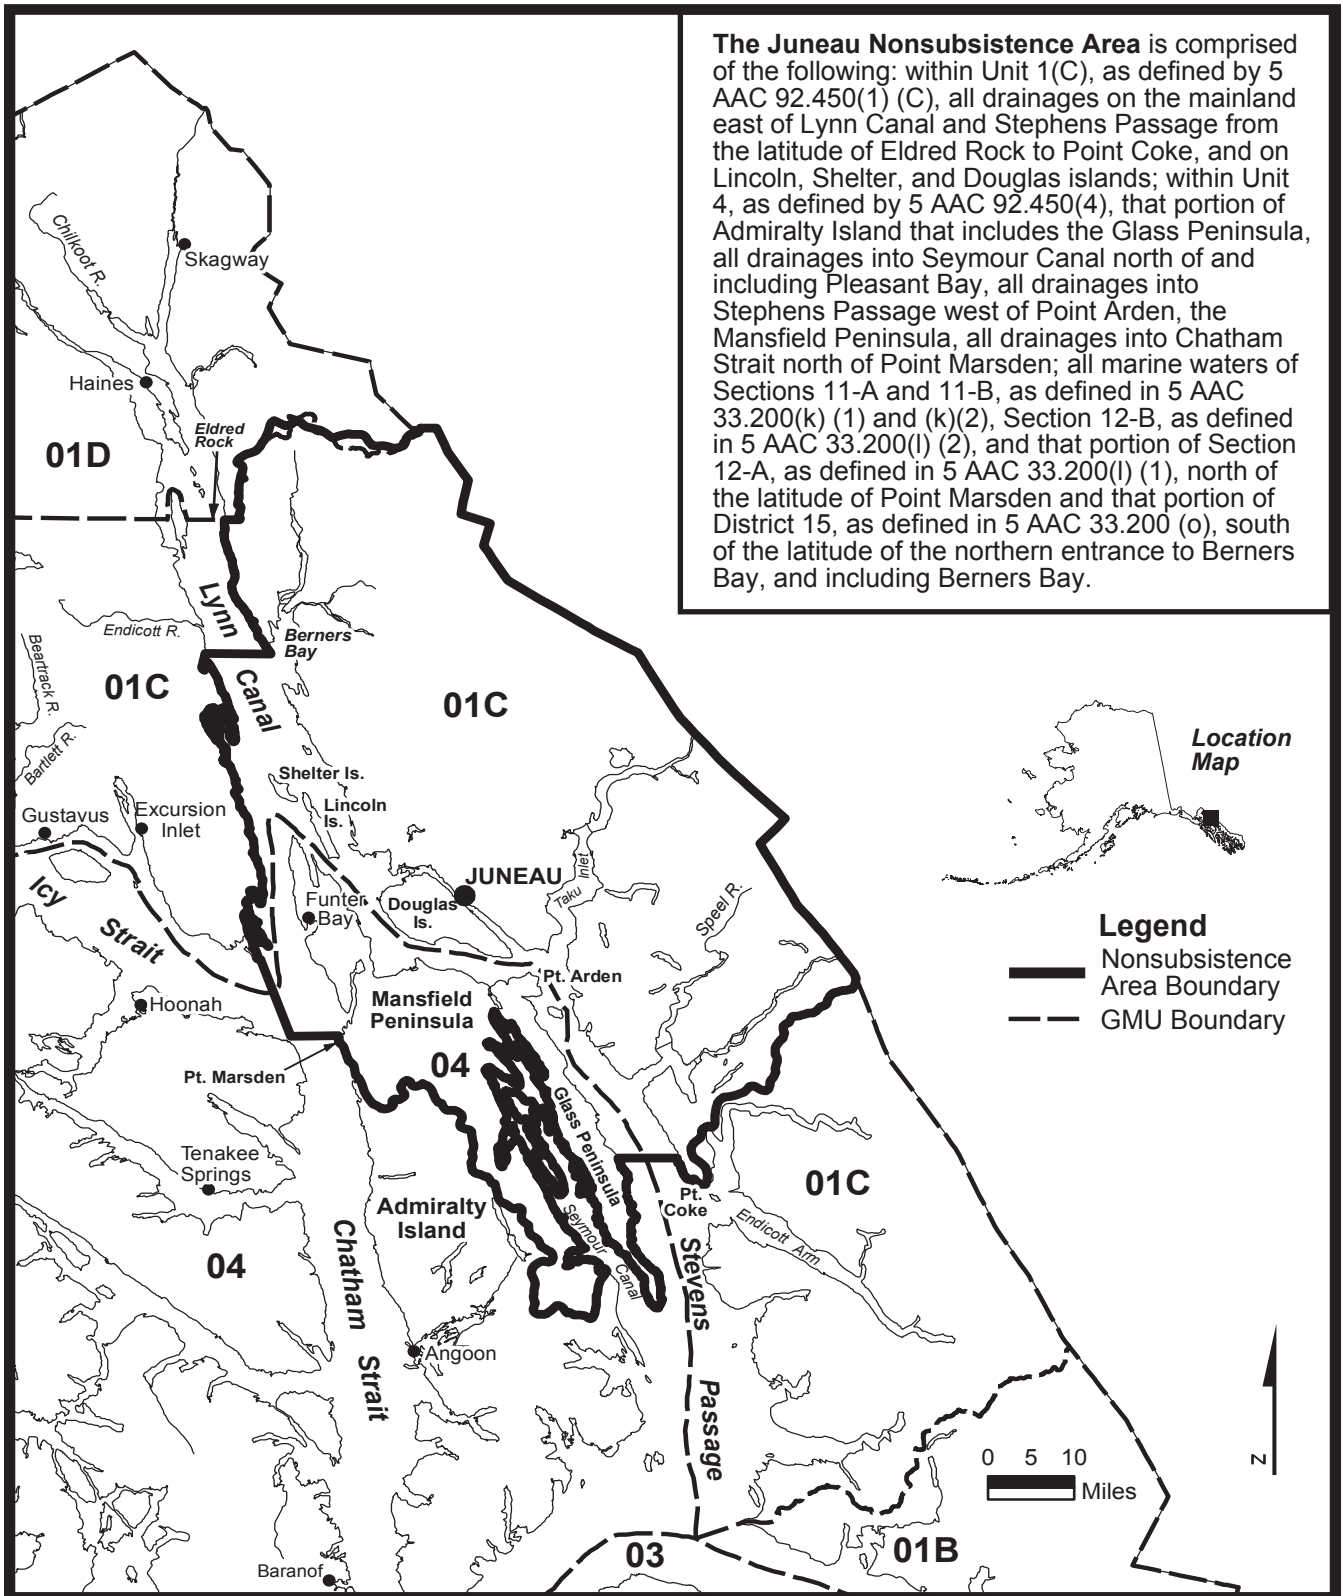 The Juneau Nonsubsistence Area is comprised
of the following: within Unit 1(C), as defined by 5
AAC 92.450(1) (C), all drainages on the mainland
east of Lynn Canal and Stephens Passage from
the latitude of Eldred Rock to Point Coke, and on
Lincoln, Shelter, and Douglas islands; within Unit
4, as defined by 5 AAC 92.450(4), that portion of
Admiralty Island that includes the Glass Peninsula,
all drainages into Seymour Canal north of and
including Pleasant Bay, all drainages into
Stephens Passage west of Point Arden, the
Mansfield Peninsula, all drainages into Chatham
Strait north of Point Marsden; all marine waters of
Sections 11-A and 11-B, as defined in 5 AAC
33.200(k) (1) and (k)(2), Section 12-B, as defined
in 5 AAC 33.200(l) (2), and that portion of Section
12-A, as defined in 5 AAC 33.200(l) (1), north of
the latitude of Point Marsden and that portion of
District 15, as defined in 5 AAC 33.200 (o), south
of the latitude of the northern entrance to Berners
Bay, and including Berners Bay.
Chilkoot R.
Skagway
Haines
Eldred
Rock
01D
Lynn
Canal
Endicott R.
Berners
Bay
Beartrack R.
01C
01C
Bartlett R.
Location
Map
Shelter Is.
Lincoln
Is.
Gustavus
Excursion
Inlet
Icy
Strait
JUNEAU
Taku Inlet
Funter
Bay
Douglas
Is.
Speel R.
Legend
Nonsubsistence
Area Boundary
GMU Boundary
Pt. Arden
Hoonah
Mansfield
Peninsula
04
Pt. Marsden
Glass Peninsula
Tenakee
Springs
Admiralty
Island
Seymour
Canal
Pt.
Coke
01C
Endicott Arm
04
Chatham
Strait
Stevens
Passage
Angoon
0 5 10
Miles
N
03
01B
Baranof